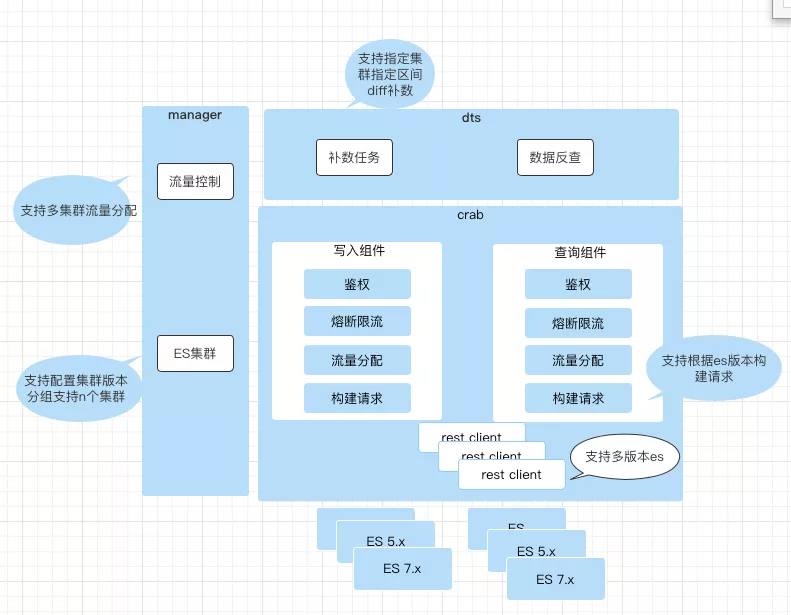 支持指定集
群指定区间
diff补数
manager
dts
流量控制
补数任务
数据反查
支持多集群流量分配
crab
写入组件
查询组件
鉴权
鉴权
熔断限流
熔断限流
ES集群
流量分配
流量分配
支持根据es版本构
建请求
支持配置集群版本
分组支持n个集群
构建请求
构建请求
rest client
rest client
rest client
支持多版本es
ES 5.x
ES 7.x
ES
ES 5.x
ES 7.x